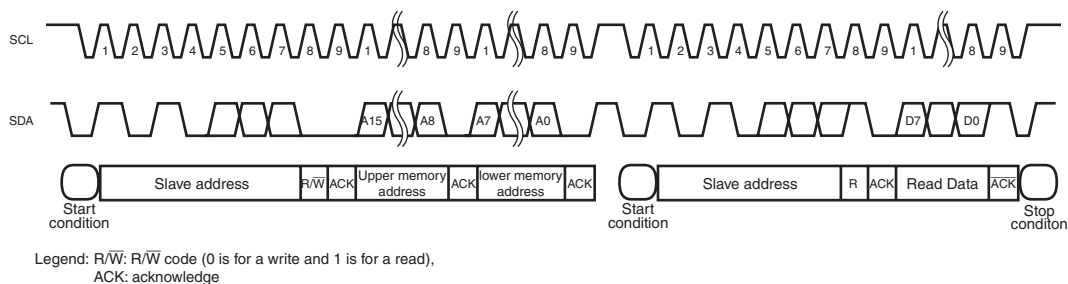 SCL
1 2 3 4 5 6 7 8 9 1 8 9 1 8 9 1 2 3 4 5 6 7 8 9 1 8 9
SDA
A15 A8 A7 A0 D7 D0
Slave address R/W̅ ACK Upper memory address ACK lower memory address ACK Slave address R ACK Read Data A̅C̅K̅
Start condition Start condition Stop conditon
Legend: R/W̅: R/W̅ code (0 is for a write and 1 is for a read),
ACK: acknowledge